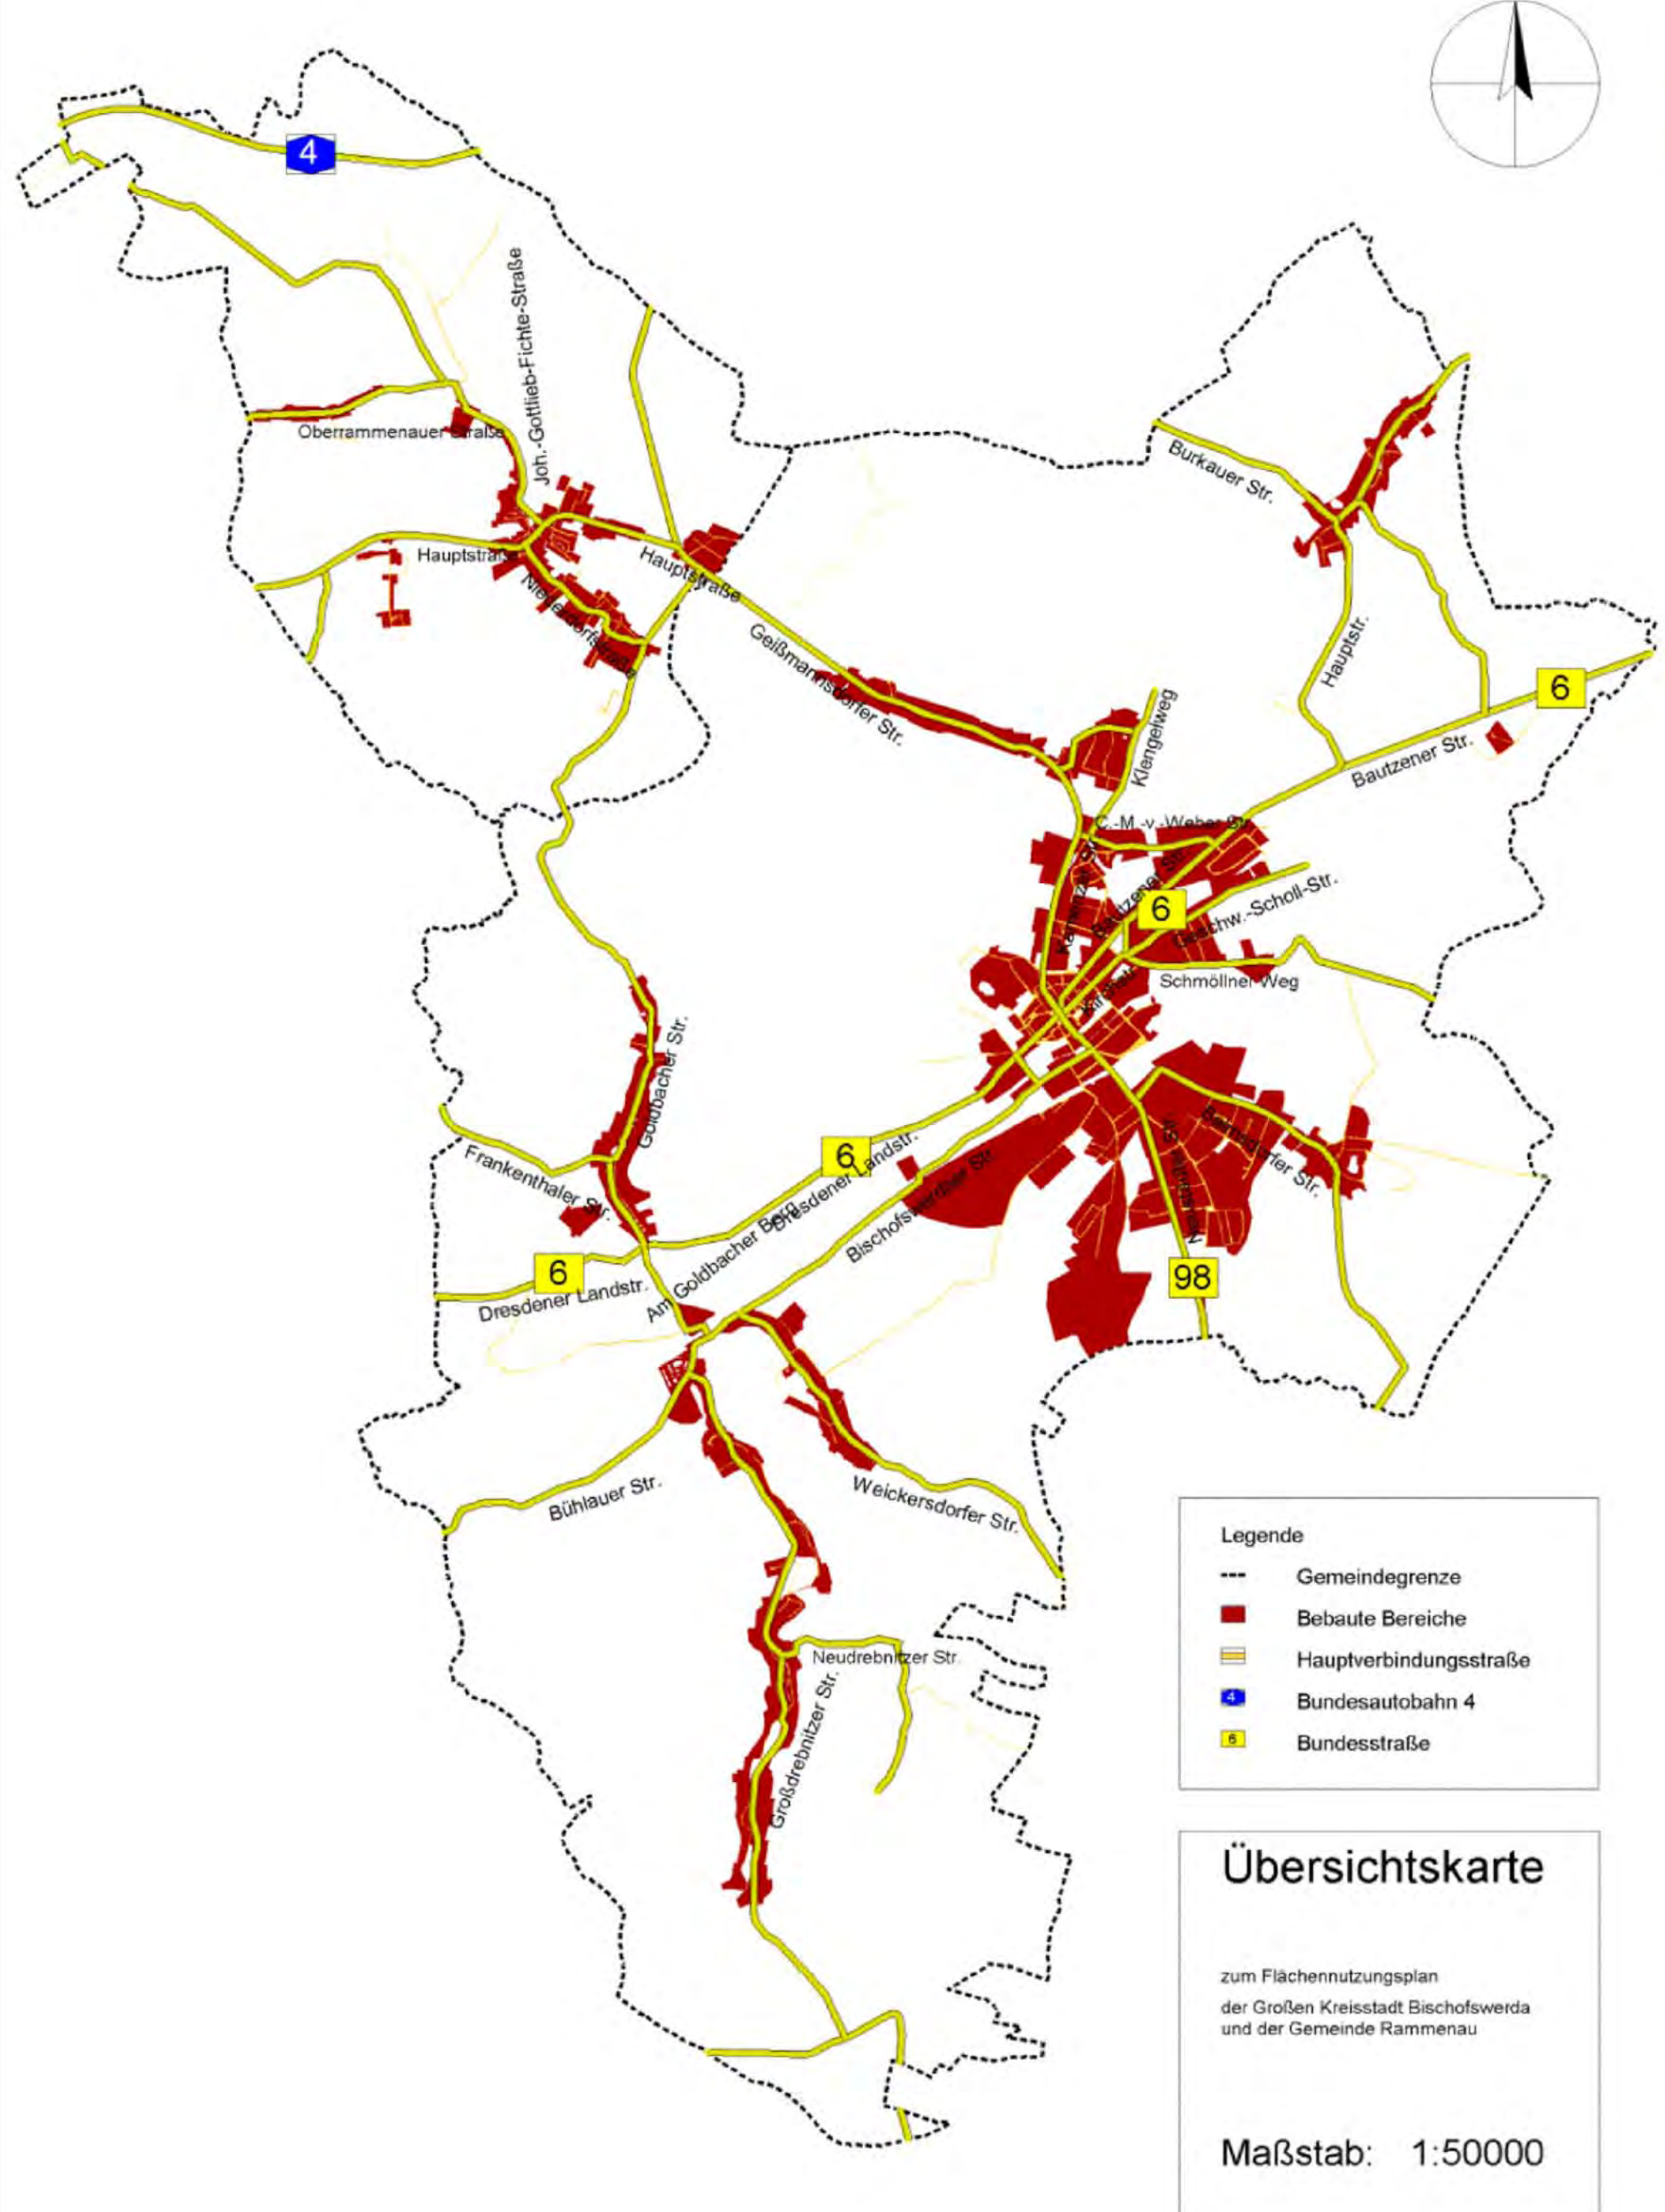 4
Joh.-Gottlieb-Fichte-Straße
Oberrammenauer Straße
Burkauer Str.
Hauptstraße
Hauptstraße
Niederdorfstraße
Geißmannsdorfer Str.
Hauptstr.
6
Klengelweg
Bautzener Str.
C.-M.-v.-Weber Str.
Bautzener Str.
6
Geschw.-Scholl-Str.
Schmöllner Weg
Goldbacher Str.
6
Frankenthaler Str.
Dresdener Landstr.
Bischofswerdaer Str.
Belmsdorfer Str.
Neustädter Str.
6
Dresdener Landstr.
Am Goldbacher Berg
98
Bühlauer Str.
Weickersdorfer Str.
Neudrebnitzer Str.
Großdrebnitzer Str.
Legende
Gemeindegrenze
Bebaute Bereiche
Hauptverbindungsstraße
4
Bundesautobahn 4
6
Bundesstraße
Übersichtskarte
zum Flächennutzungsplan
der Großen Kreisstadt Bischofswerda
und der Gemeinde Rammenau
Maßstab: 1:50000